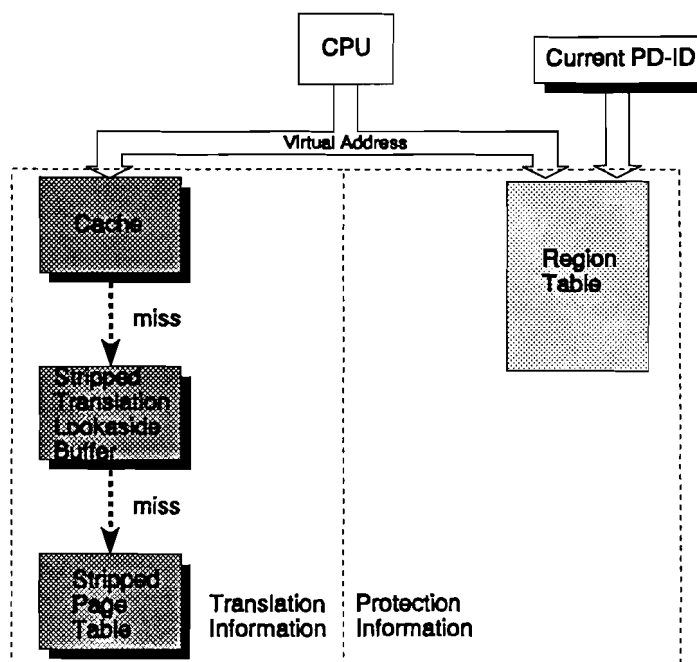 CPU
Current PD-ID
Virtual Address
Cache
Region
Table
miss
Stripped
Translation
Lookaside
Buffer
miss
Stripped
Page
Table
Translation
Information
Protection
Information